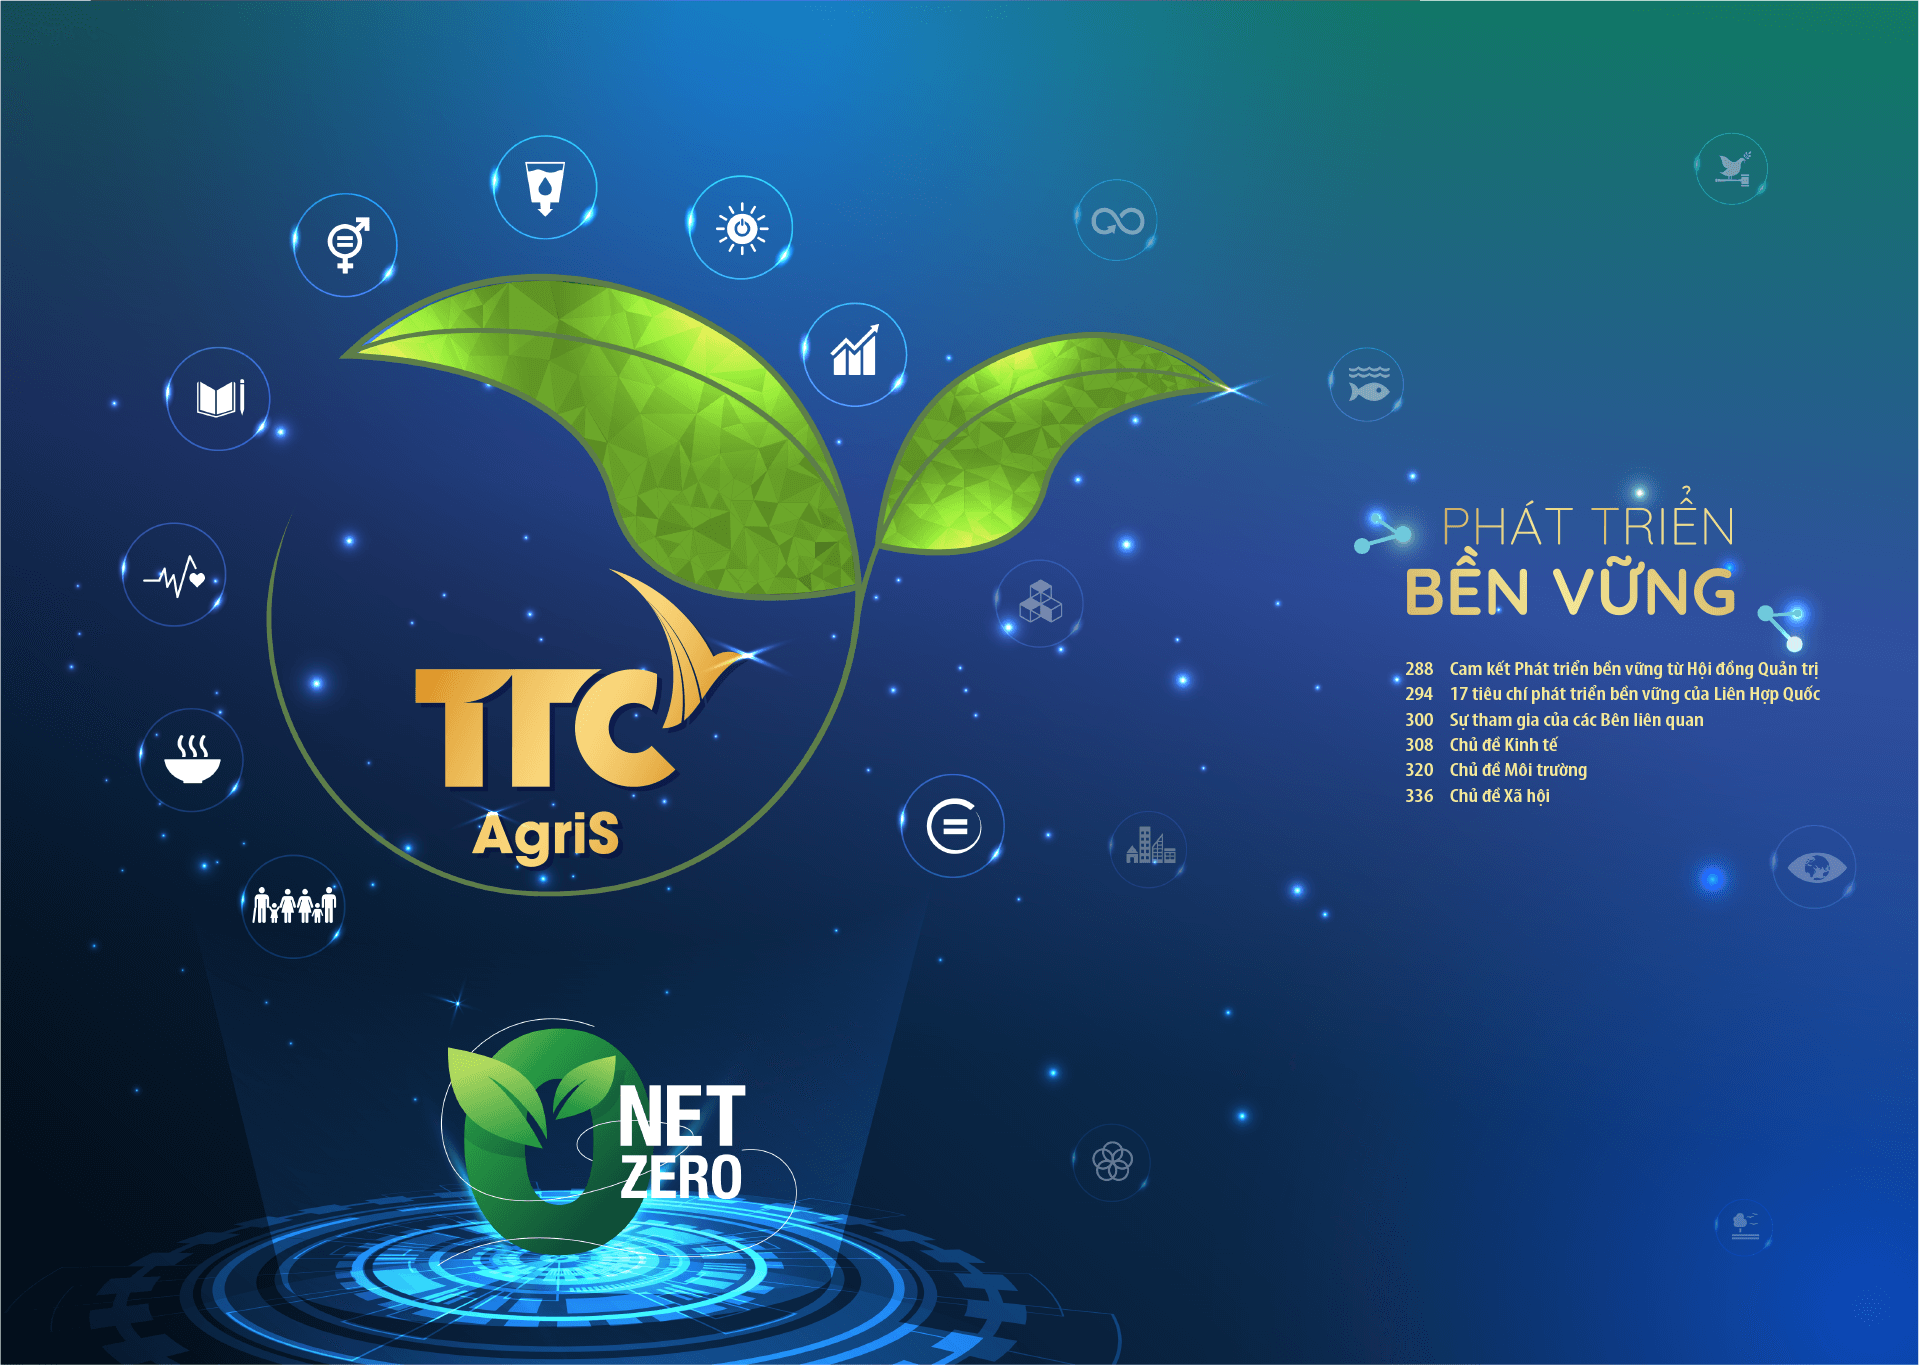 TTC
AgriS
NET
ZERO
PHÁT TRIỂN
BỀN VỮNG
288 Cam kết Phát triển bền vững từ Hội đồng Quản trị
294 17 tiêu chí phát triển bền vững của Liên Hợp Quốc
300 Sự tham gia của các Bên liên quan
308 Chủ đề Kinh tế
320 Chủ đề Môi trường
336 Chủ đề Xã hội